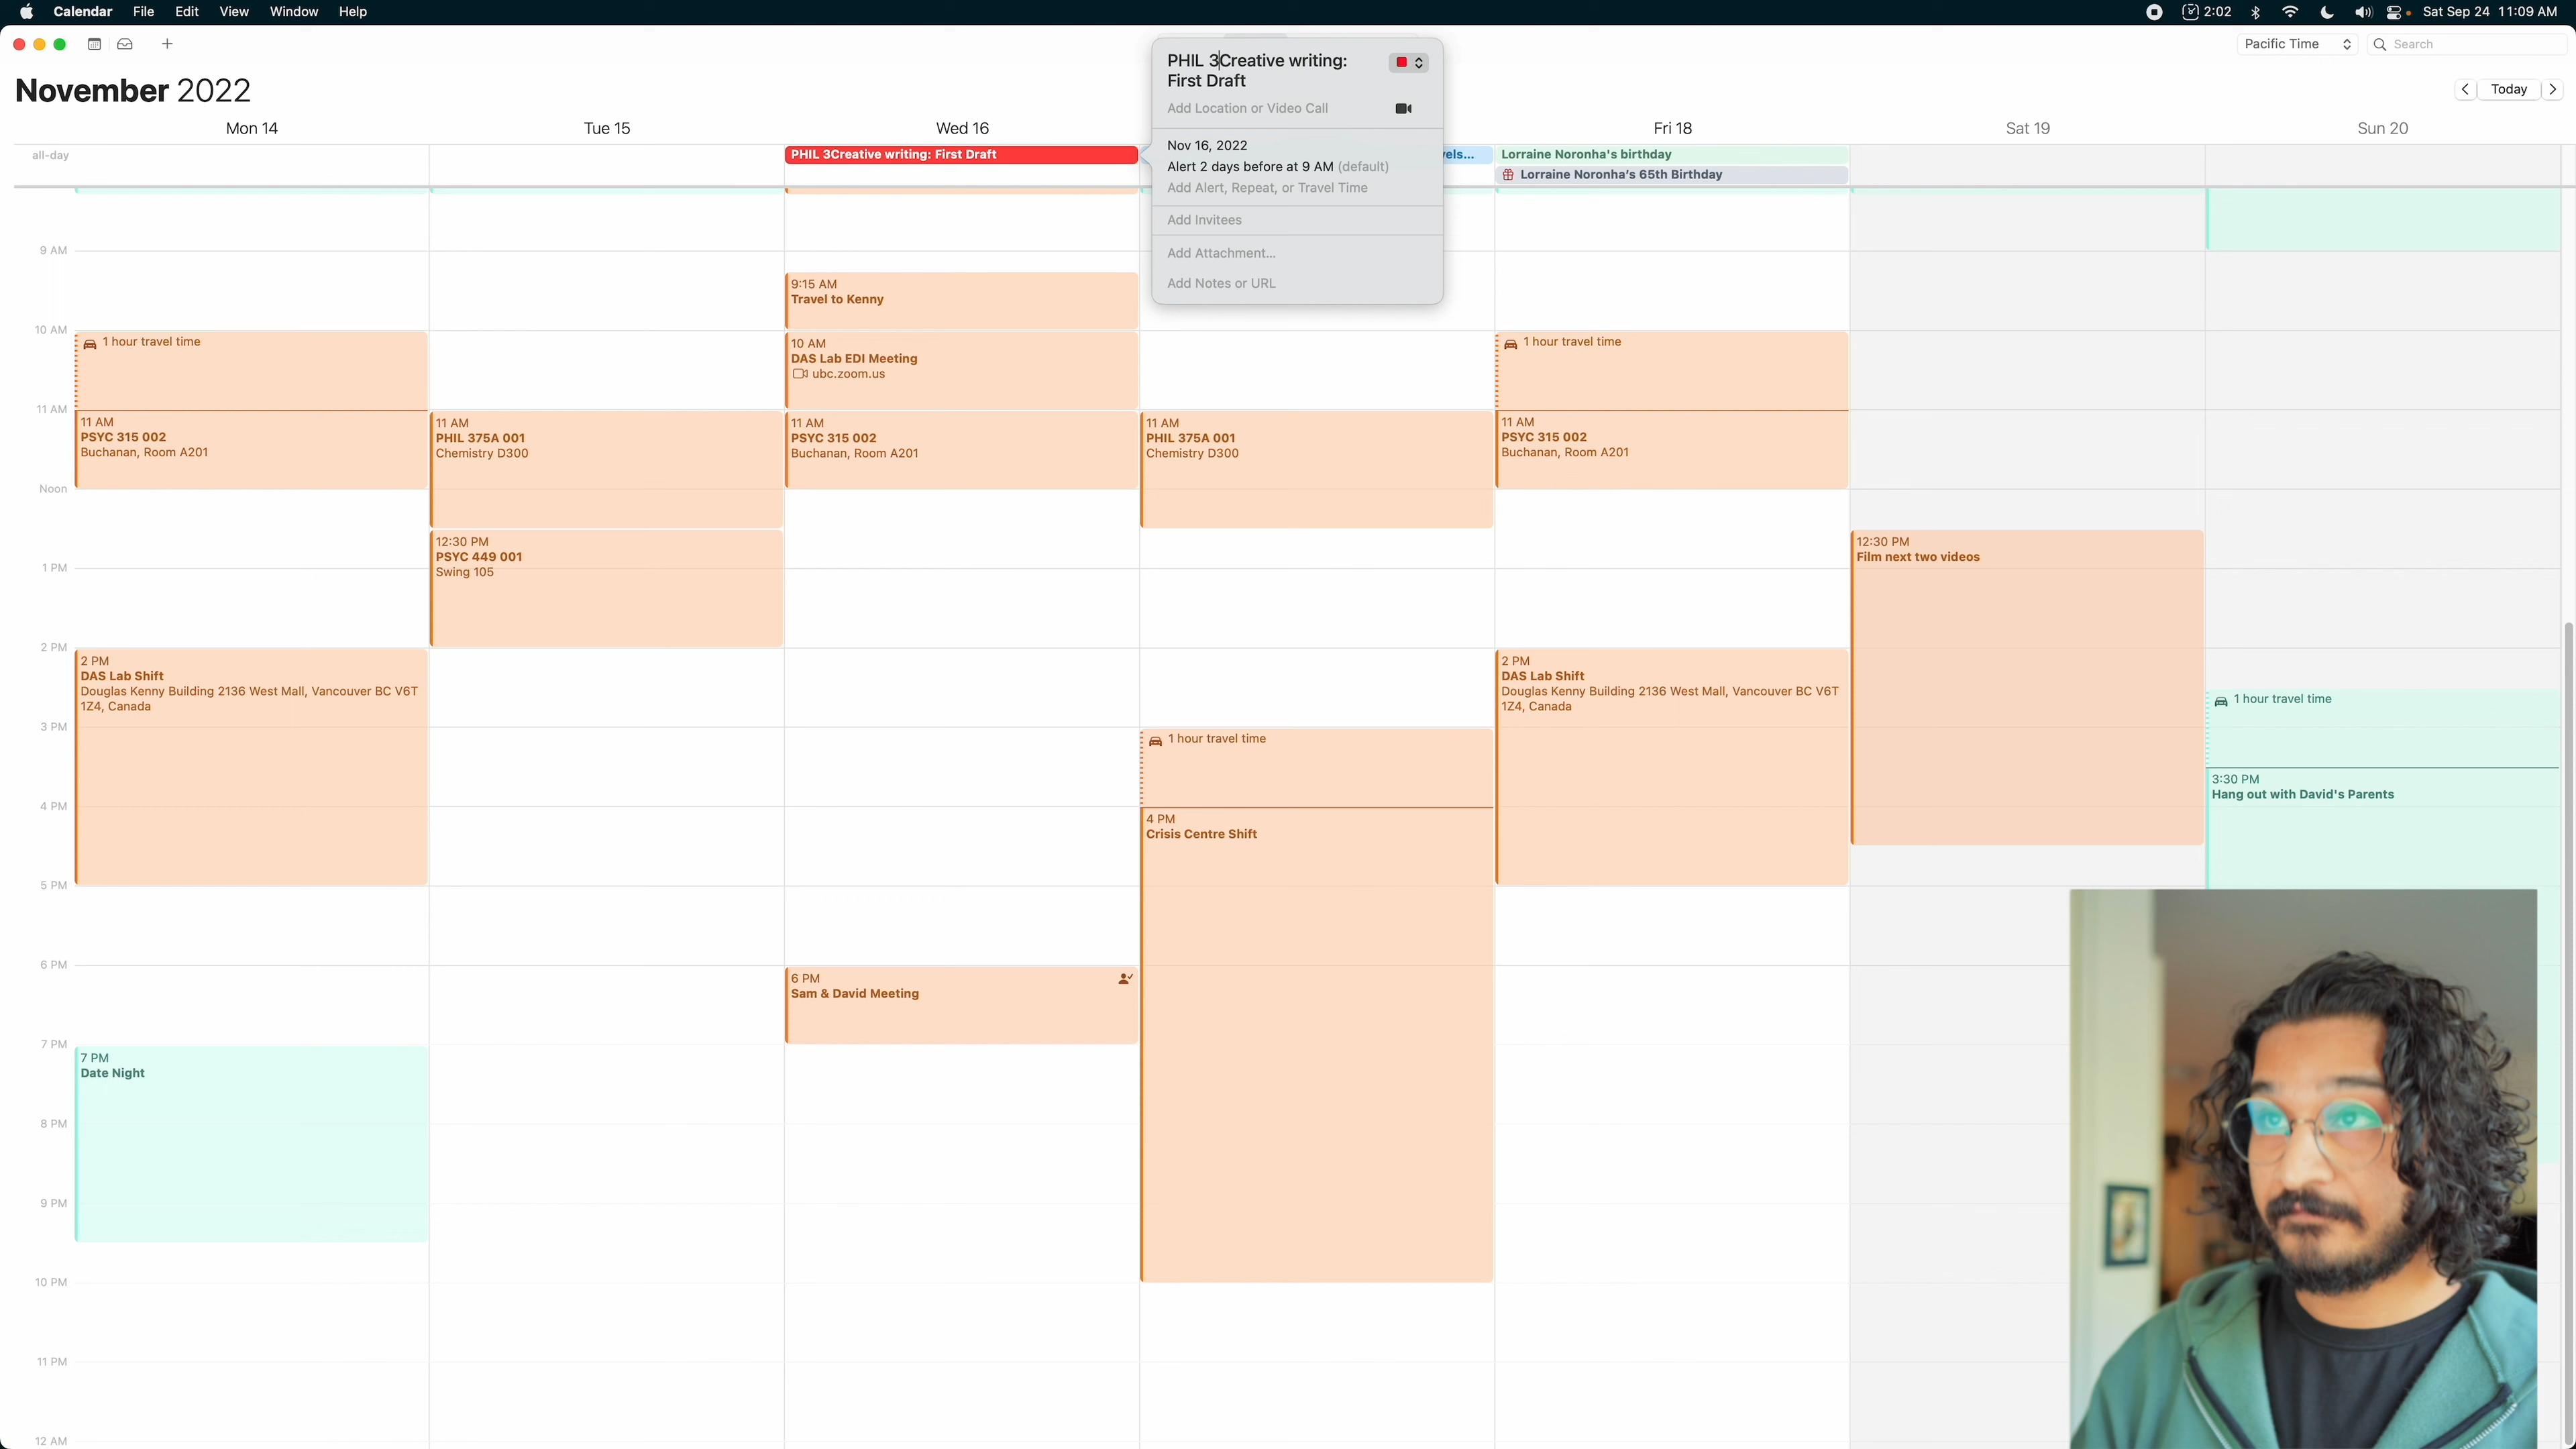 Calendar File Edit View Window Help
2:02 Sat Sep 24 11:09 AM
Pacific Time Search
November 2022
Today
Mon 14 Tue 15 Wed 16 Fri 18 Sat 19 Sun 20
PHIL 3Creative writing:
First Draft
Add Location or Video Call
Nov 16, 2022
Alert 2 days before at 9 AM (default)
Add Alert, Repeat, or Travel Time
Add Invitees
Add Attachment...
Add Notes or URL
all-day
PHIL 3Creative writing: First Draft
Lorraine Noronha's birthday
Lorraine Noronha's 65th Birthday
9 AM
10 AM
11 AM
Noon
1 PM
2 PM
3 PM
4 PM
5 PM
6 PM
7 PM
8 PM
9 PM
10 PM
11 PM
12 AM
1 hour travel time
11 AM
PSYC 315 002
Buchanan, Room A201
2 PM
DAS Lab Shift
Douglas Kenny Building 2136 West Mall, Vancouver BC V6T
1Z4, Canada
7 PM
Date Night
11 AM
PHIL 375A 001
Chemistry D300
12:30 PM
PSYC 449 001
Swing 105
9:15 AM
Travel to Kenny
10 AM
DAS Lab EDI Meeting
ubc.zoom.us
11 AM
PSYC 315 002
Buchanan, Room A201
6 PM
Sam & David Meeting
11 AM
PHIL 375A 001
Chemistry D300
1 hour travel time
4 PM
Crisis Centre Shift
1 hour travel time
11 AM
PSYC 315 002
Buchanan, Room A201
2 PM
DAS Lab Shift
Douglas Kenny Building 2136 West Mall, Vancouver BC V6T
1Z4, Canada
12:30 PM
Film next two videos
1 hour travel time
3:30 PM
Hang out with David's Parents